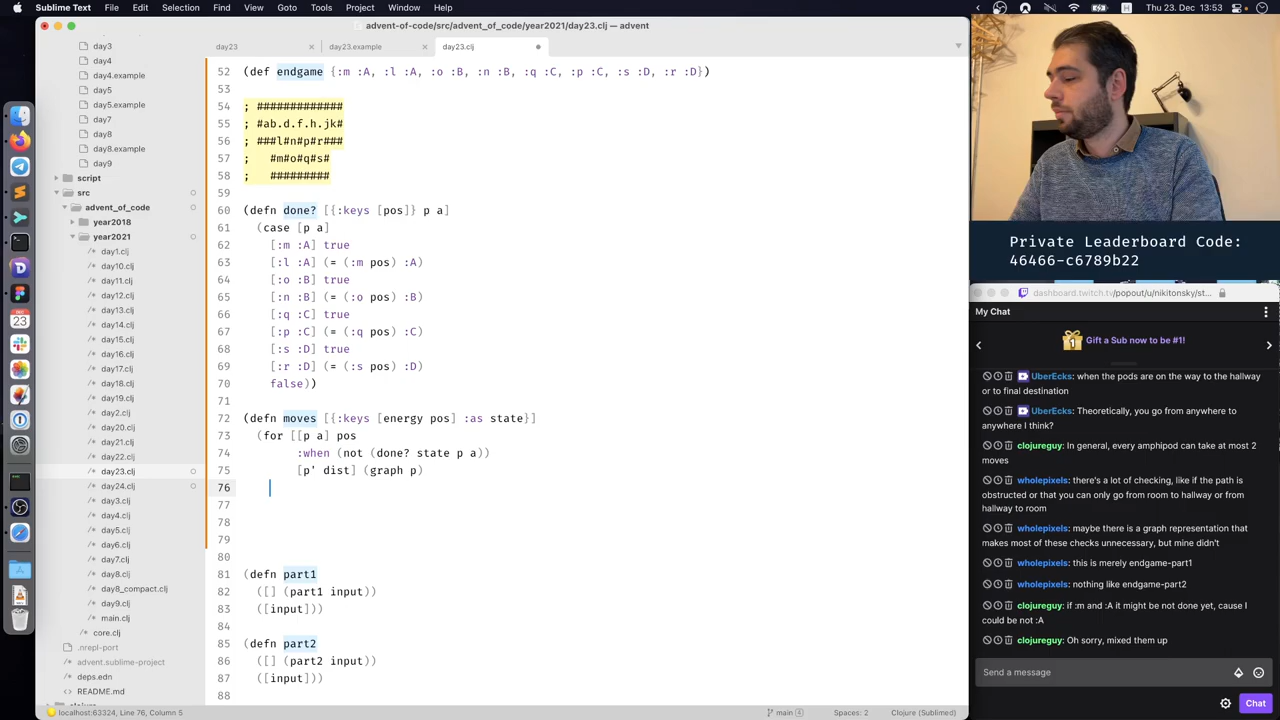 Sublime Text File Edit Selection Find View Goto Tools Project Window Help
Thu 23. Dec 13:53
advent-of-code/src/advent_of_code/year2021/day23.clj — advent
day23
day23.example
day23.clj
day3
day4
day4.example
day5
day5.example
day7
day8
day8.example
day9
script
src
advent_of_code
year2018
year2021
day1.clj
day10.clj
day11.clj
day12.clj
day13.clj
day14.clj
day15.clj
day16.clj
day17.clj
day18.clj
day19.clj
day2.clj
day20.clj
day21.clj
day22.clj
day23.clj
day24.clj
day3.clj
day4.clj
day5.clj
day6.clj
day7.clj
day8.clj
day8_compact.clj
day9.clj
main.clj
core.clj
.nrepl-port
advent.sublime-project
deps.edn
README.md
52 (def endgame {:m :A, :l :A, :o :B, :n :B, :q :C, :p :C, :s :D, :r :D})
53
54 ; #############
55 ; #ab.d.f.h.jk#
56 ; ###l#n#p#r###
57 ;   #m#o#q#s#
58 ;   #########
59
60 (defn done? [{:keys [pos]} p a]
61   (case [p a]
62     [:m :A] true
63     [:l :A] (= (:m pos) :A)
64     [:o :B] true
65     [:n :B] (= (:o pos) :B)
66     [:q :C] true
67     [:p :C] (= (:q pos) :C)
68     [:s :D] true
69     [:r :D] (= (:s pos) :D)
70     false))
71
72 (defn moves [{:keys [energy pos] :as state}]
73   (for [[p a] pos
74         :when (not (done? state p a))
75         [p' dist] (graph p)
76
77
78
79
80
81 (defn part1
82   ([] (part1 input))
83   ([input]))
84
85 (defn part2
86   ([] (part2 input))
87   ([input]))
88
localhost:63324, Line 76, Column 5
main 4
Spaces: 2
Clojure (Sublimed)
Private Leaderboard Code:
46466-c6789b22
dashboard.twitch.tv/popout/u/nikitonsky/st...
My Chat
1
Gift a Sub now to be #1!
UberEcks: when the pods are on the way to the hallway
or to final destination
UberEcks: Theoretically, you go from anywhere to
anywhere I think?
clojureguy: In general, every amphipod can take at most 2
moves
wholepixels: there's a lot of checking, like if the path is
obstructed or that you can only go from room to hallway or from
hallway to room
wholepixels: maybe there is a graph representation that
makes most of these checks unnecessary, but mine didn't
wholepixels: this is merely endgame-part1
wholepixels: nothing like endgame-part2
clojureguy: if :m and :A it might be not done yet, cause l
could be not :A
clojureguy: Oh sorry, mixed them up
Send a message
Chat